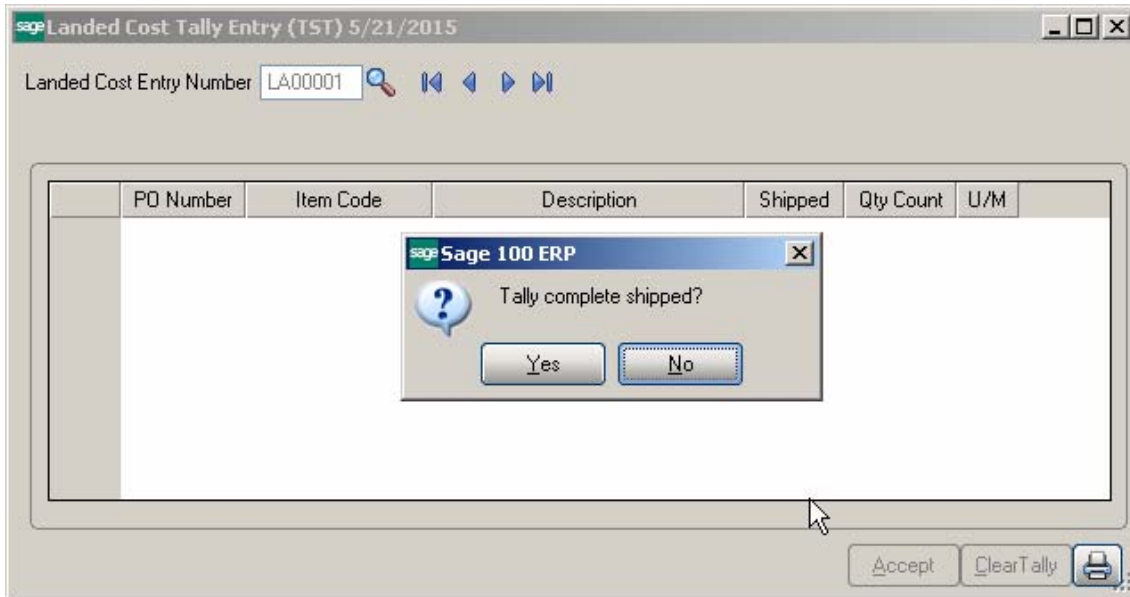 sage Landed Cost Tally Entry (TST) 5/21/2015
Landed Cost Entry Number LA00001
PO Number Item Code Description Shipped Qty Count U/M
sage Sage 100 ERP
Tally complete shipped?
Yes No
Accept ClearTally